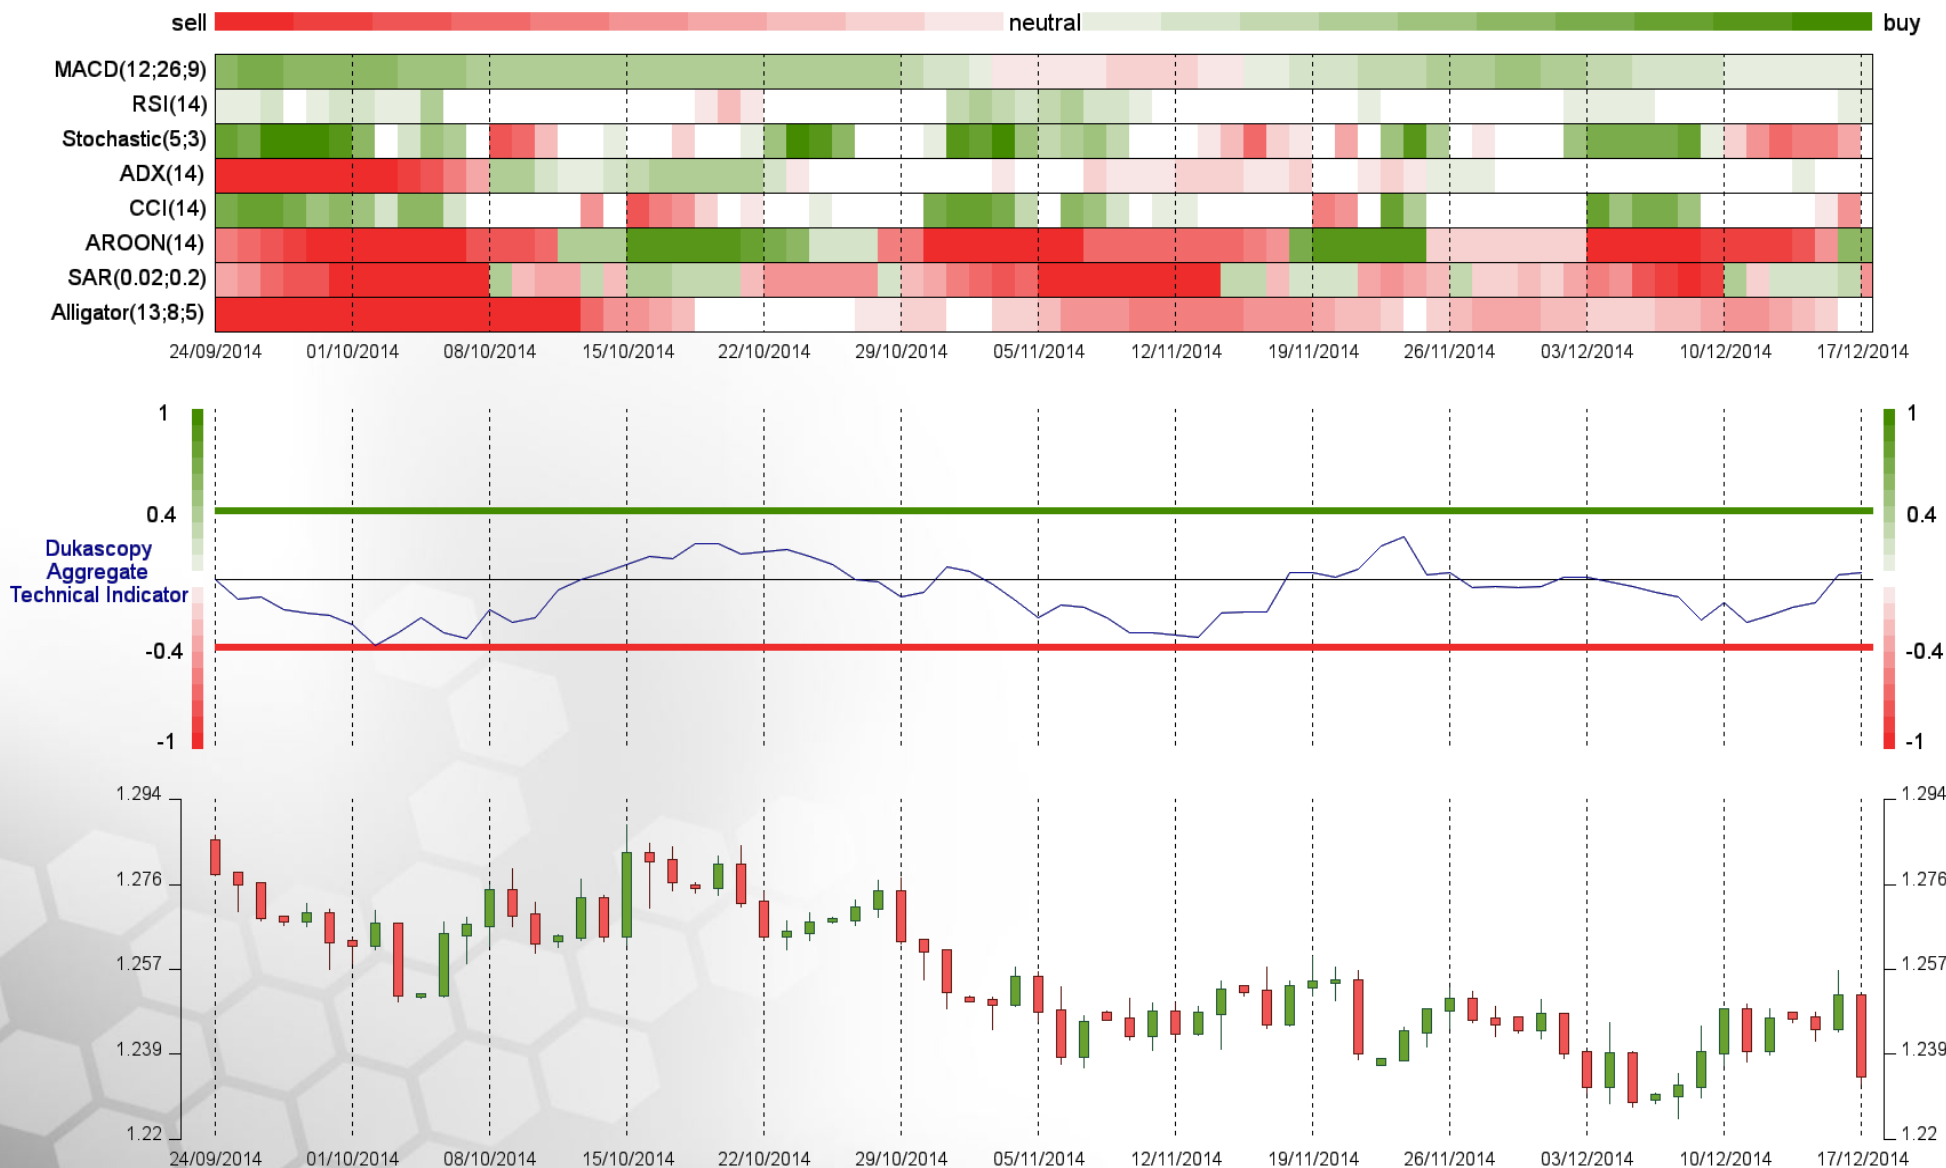 sell neutral buy
MACD(12;26;9)
RSI(14)
Stochastic(5;3)
ADX(14)
CCI(14)
AROON(14)
SAR(0.02;0.2)
Alligator(13;8;5)
24/09/2014 01/10/2014 08/10/2014 15/10/2014 22/10/2014 29/10/2014 05/11/2014 12/11/2014 19/11/2014 26/11/2014 03/12/2014 10/12/2014 17/12/2014
1 1
0.4 0.4
Dukascopy
Aggregate
Technical Indicator
-0.4 -0.4
-1 -1
1.294 1.294
1.276 1.276
1.257 1.257
1.239 1.239
1.22 1.22
24/09/2014 01/10/2014 08/10/2014 15/10/2014 22/10/2014 29/10/2014 05/11/2014 12/11/2014 19/11/2014 26/11/2014 03/12/2014 10/12/2014 17/12/2014